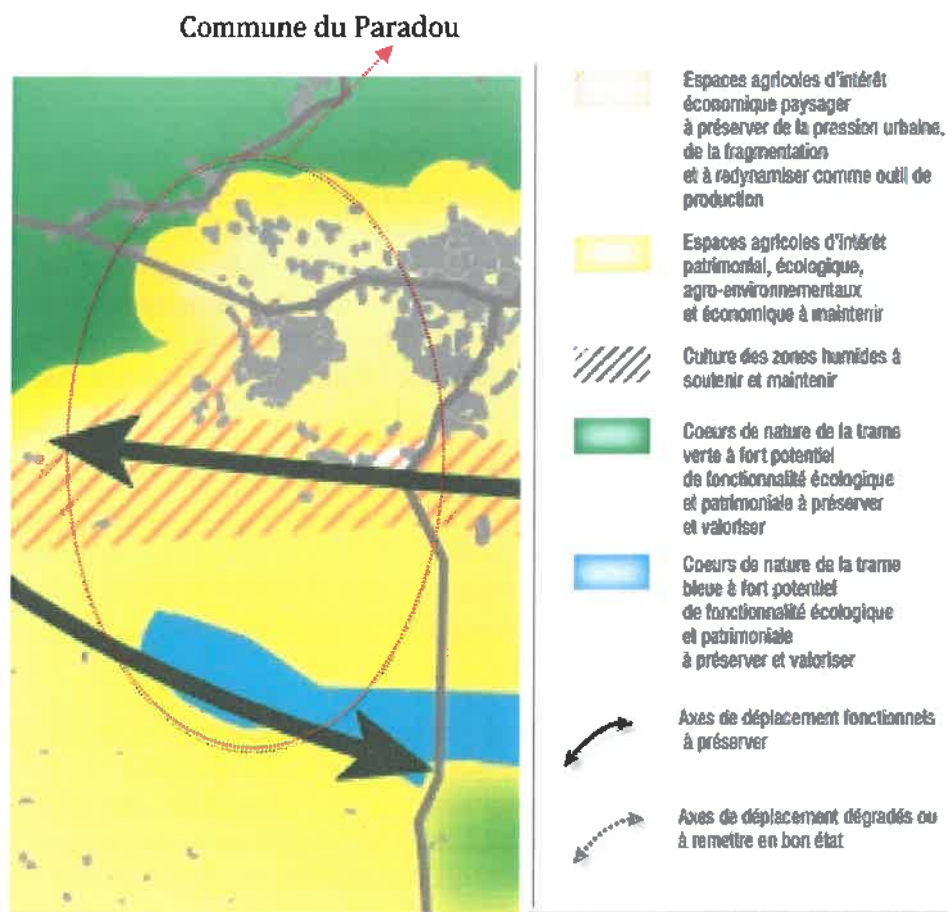 Commune du Paradou
Espaces agricoles d'intérêt
économique paysager
à préserver de la pression urbaine,
de la fragmentation
et à redynamiser comme outil de
production
Espaces agricoles d'intérêt
patrimonial, écologique,
agro-environnementaux
et économique à maintenir
Culture des zones humides à
soutenir et maintenir
Coeurs de nature de la trame
verte à fort potentiel
de fonctionnalité écologique
et patrimoniale à préserver
et valoriser
Coeurs de nature de la trame
bleue à fort potentiel
de fonctionnalité écologique
et patrimoniale
à préserver et valoriser
Axes de déplacement fonctionnels
à préserver
Axes de déplacement dégradés ou
à remettre en bon état